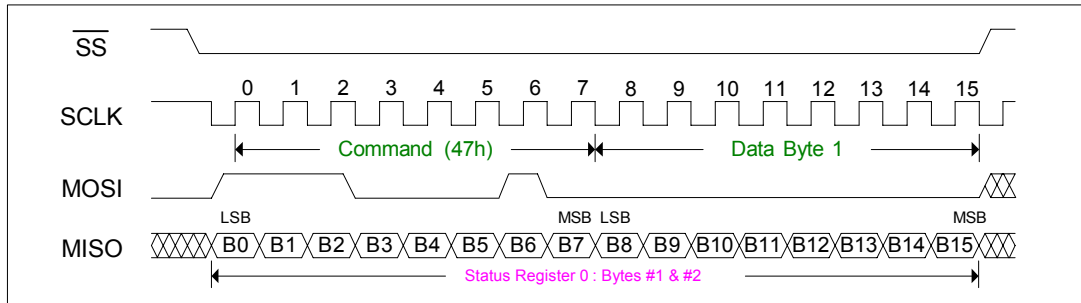 SS
0 1 2 3 4 5 6 7 8 9 10 11 12 13 14 15
SCLK
Command (47h) Data Byte 1
MOSI
LSB MSB LSB MSB
MISO B0 B1 B2 B3 B4 B5 B6 B7 B8 B9 B10 B11 B12 B13 B14 B15
Status Register 0 : Bytes #1 & #2